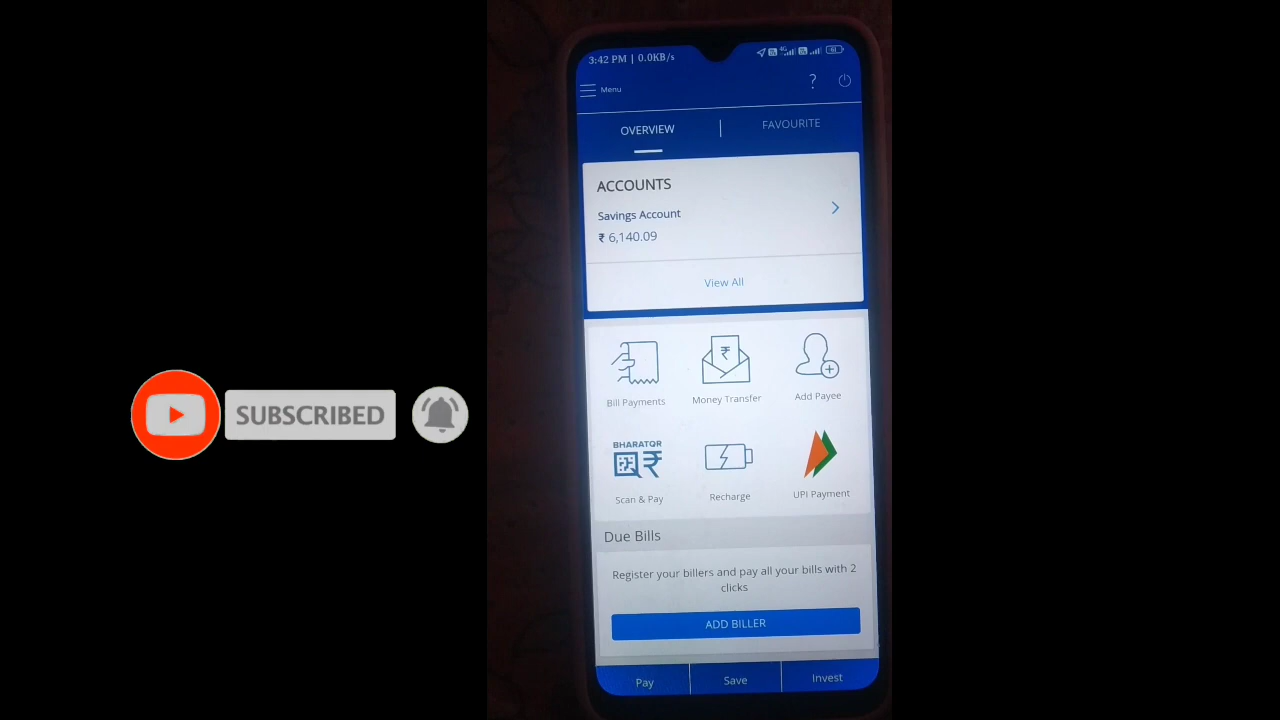 3:42 PM | 0.0KB/s
4G
Menu
?
OVERVIEW
FAVOURITE
ACCOUNTS
Savings Account
₹ 6,140.09
View All
Bill Payments
Money Transfer
Add Payee
BHARATQR
Scan & Pay
Recharge
UPI Payment
Due Bills
Register your billers and pay all your bills with 2
clicks
ADD BILLER
Pay
Save
Invest
SUBSCRIBED